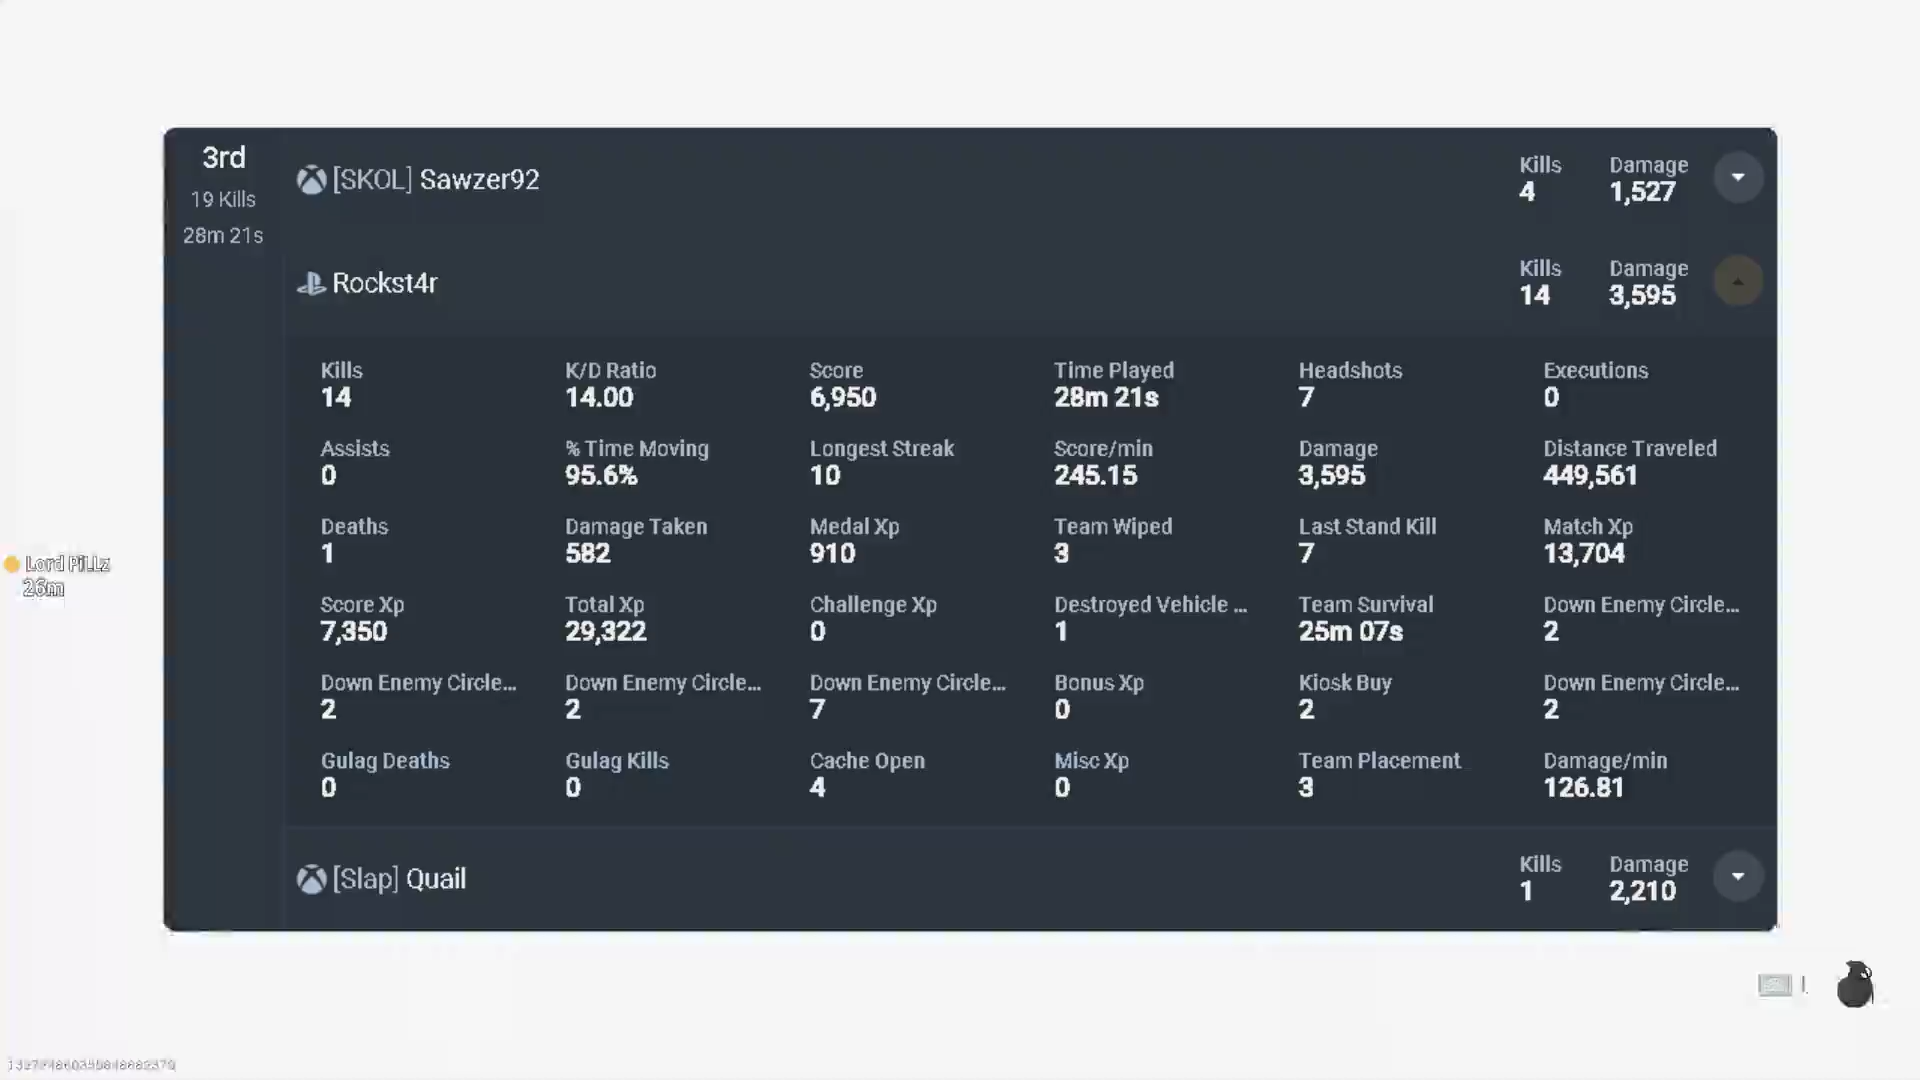 3rd
19 Kills
28m 21s
[SKOL] Sawzer92
Kills
4
Damage
1,527
Rockst4r
Kills
14
Damage
3,595
Kills
14
K/D Ratio
14.00
Score
6,950
Time Played
28m 21s
Headshots
7
Executions
0
Assists
0
% Time Moving
95.6%
Longest Streak
10
Score/min
245.15
Damage
3,595
Distance Traveled
449,561
Deaths
1
Damage Taken
582
Medal Xp
910
Team Wiped
3
Last Stand Kill
7
Match Xp
13,704
Score Xp
7,350
Total Xp
29,322
Challenge Xp
0
Destroyed Vehicle ...
1
Team Survival
25m 07s
Down Enemy Circle...
2
Down Enemy Circle...
2
Down Enemy Circle...
2
Down Enemy Circle...
7
Bonus Xp
0
Kiosk Buy
2
Down Enemy Circle...
2
Gulag Deaths
0
Gulag Kills
0
Cache Open
4
Misc Xp
0
Team Placement
3
Damage/min
126.81
[Slap] Quail
Kills
1
Damage
2,210
Lord PiLLz
26m